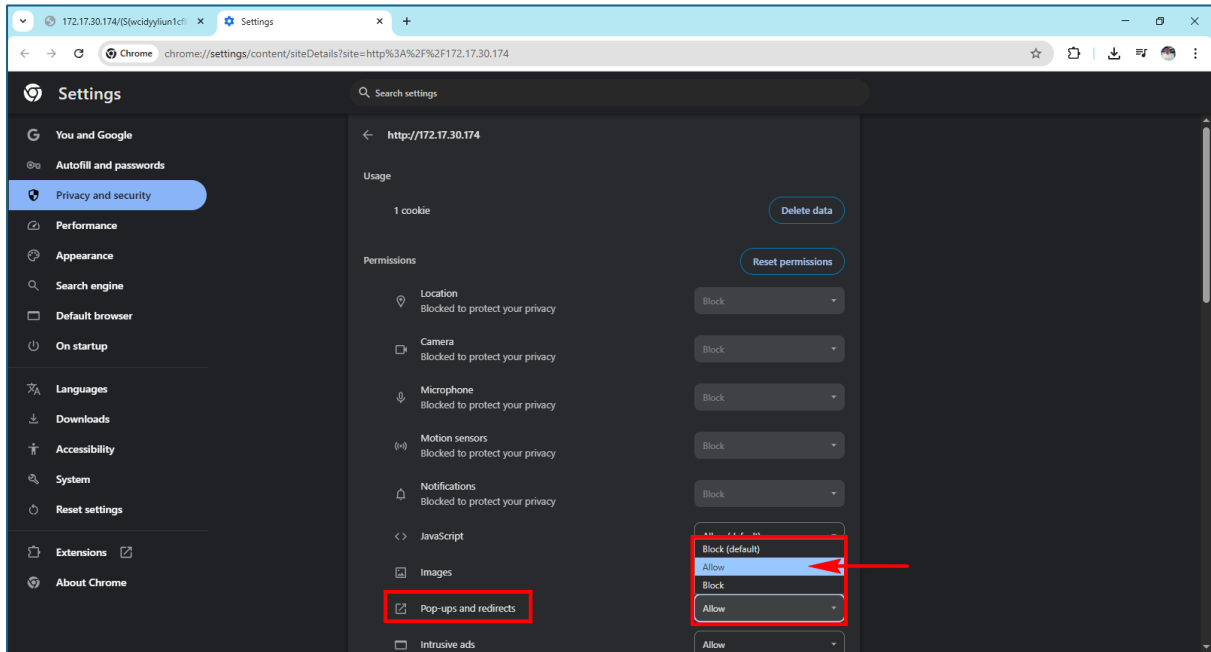 172.17.30.174/(S(wcidyyliun1cfl
Settings
Chrome
chrome://settings/content/siteDetails?site=http%3A%2F%2F172.17.30.174
Settings
Search settings
You and Google
Autofill and passwords
Privacy and security
Performance
Appearance
Search engine
Default browser
On startup
Languages
Downloads
Accessibility
System
Reset settings
Extensions
About Chrome
http://172.17.30.174
Usage
1 cookie
Delete data
Permissions
Reset permissions
Location
Blocked to protect your privacy
Block
Camera
Blocked to protect your privacy
Block
Microphone
Blocked to protect your privacy
Block
Motion sensors
Blocked to protect your privacy
Block
Notifications
Blocked to protect your privacy
Block
JavaScript
Images
Block (default)
Allow
Block
Pop-ups and redirects
Allow
Intrusive ads
Allow